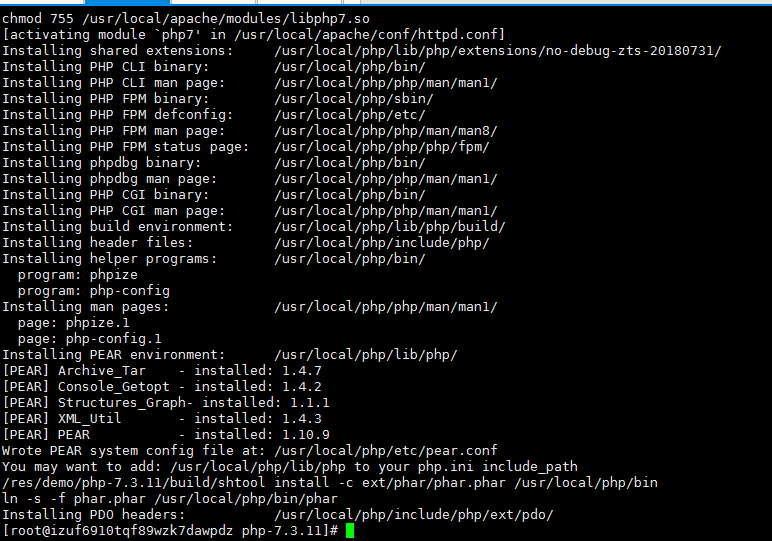 chmod 755 /usr/local/apache/modules/libphp7.so
[activating module `php7' in /usr/local/apache/conf/httpd.conf]
Installing shared extensions:     /usr/local/php/lib/php/extensions/no-debug-zts-20180731/
Installing PHP CLI binary:        /usr/local/php/bin/
Installing PHP CLI man page:      /usr/local/php/php/man/man1/
Installing PHP FPM binary:        /usr/local/php/sbin/
Installing PHP FPM defconfig:     /usr/local/php/etc/
Installing PHP FPM man page:      /usr/local/php/php/man/man8/
Installing PHP FPM status page:   /usr/local/php/php/php/fpm/
Installing phpdbg binary:         /usr/local/php/bin/
Installing phpdbg man page:       /usr/local/php/php/man/man1/
Installing PHP CGI binary:        /usr/local/php/bin/
Installing PHP CGI man page:      /usr/local/php/php/man/man1/
Installing build environment:     /usr/local/php/lib/php/build/
Installing header files:          /usr/local/php/include/php/
Installing helper programs:       /usr/local/php/bin/
  program: phpize
  program: php-config
Installing man pages:             /usr/local/php/php/man/man1/
  page: phpize.1
  page: php-config.1
Installing PEAR environment:      /usr/local/php/lib/php/
[PEAR] Archive_Tar    - installed: 1.4.7
[PEAR] Console_Getopt - installed: 1.4.2
[PEAR] Structures_Graph- installed: 1.1.1
[PEAR] XML_Util       - installed: 1.4.3
[PEAR] PEAR           - installed: 1.10.9
Wrote PEAR system config file at: /usr/local/php/etc/pear.conf
You may want to add: /usr/local/php/lib/php to your php.ini include_path
/res/demo/php-7.3.11/build/shtool install -c ext/phar/phar.phar /usr/local/php/bin
ln -s -f phar.phar /usr/local/php/bin/phar
Installing PDO headers:           /usr/local/php/include/php/ext/pdo/
[root@izuf6910tqf89wzk7dawpdz php-7.3.11]#